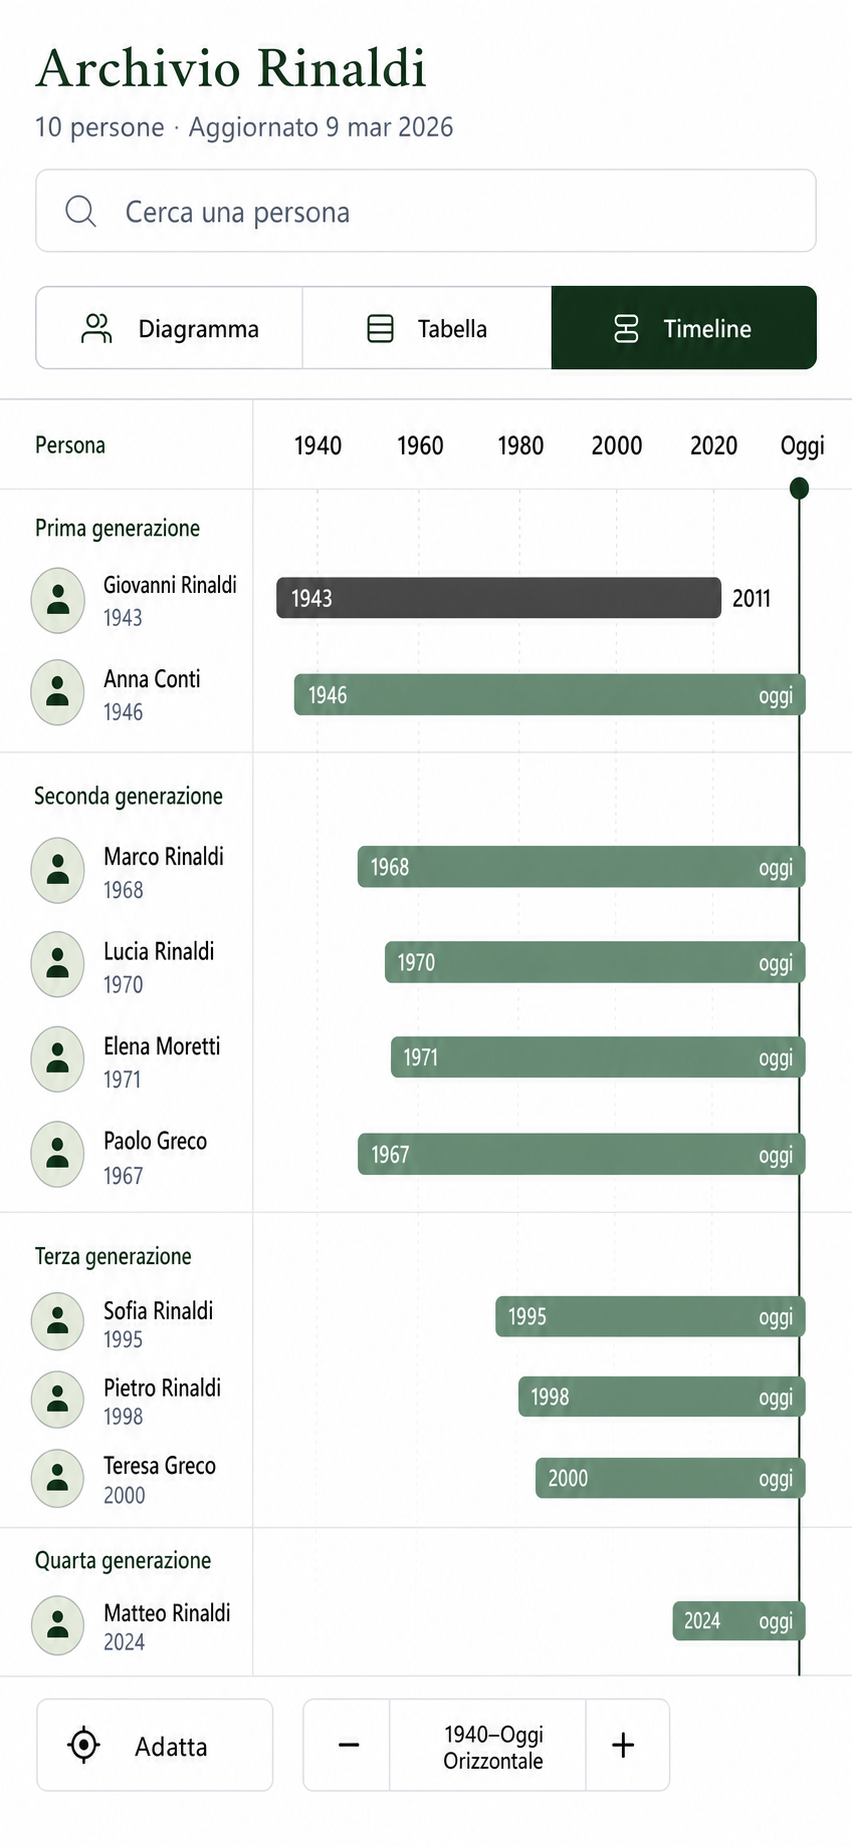 Archivio Rinaldi
10 persone · Aggiornato 9 mar 2026
Cerca una persona
Diagramma
Tabella
Timeline
Persona
1940
1960
1980
2000
2020
Oggi
Prima generazione
Giovanni Rinaldi
1943
1943
2011
Anna Conti
1946
1946
oggi
Seconda generazione
Marco Rinaldi
1968
1968
oggi
Lucia Rinaldi
1970
1970
oggi
Elena Moretti
1971
1971
oggi
Paolo Greco
1967
1967
oggi
Terza generazione
Sofia Rinaldi
1995
1995
oggi
Pietro Rinaldi
1998
1998
oggi
Teresa Greco
2000
2000
oggi
Quarta generazione
Matteo Rinaldi
2024
2024
oggi
Adatta
−
1940–Oggi
Orizzontale
+